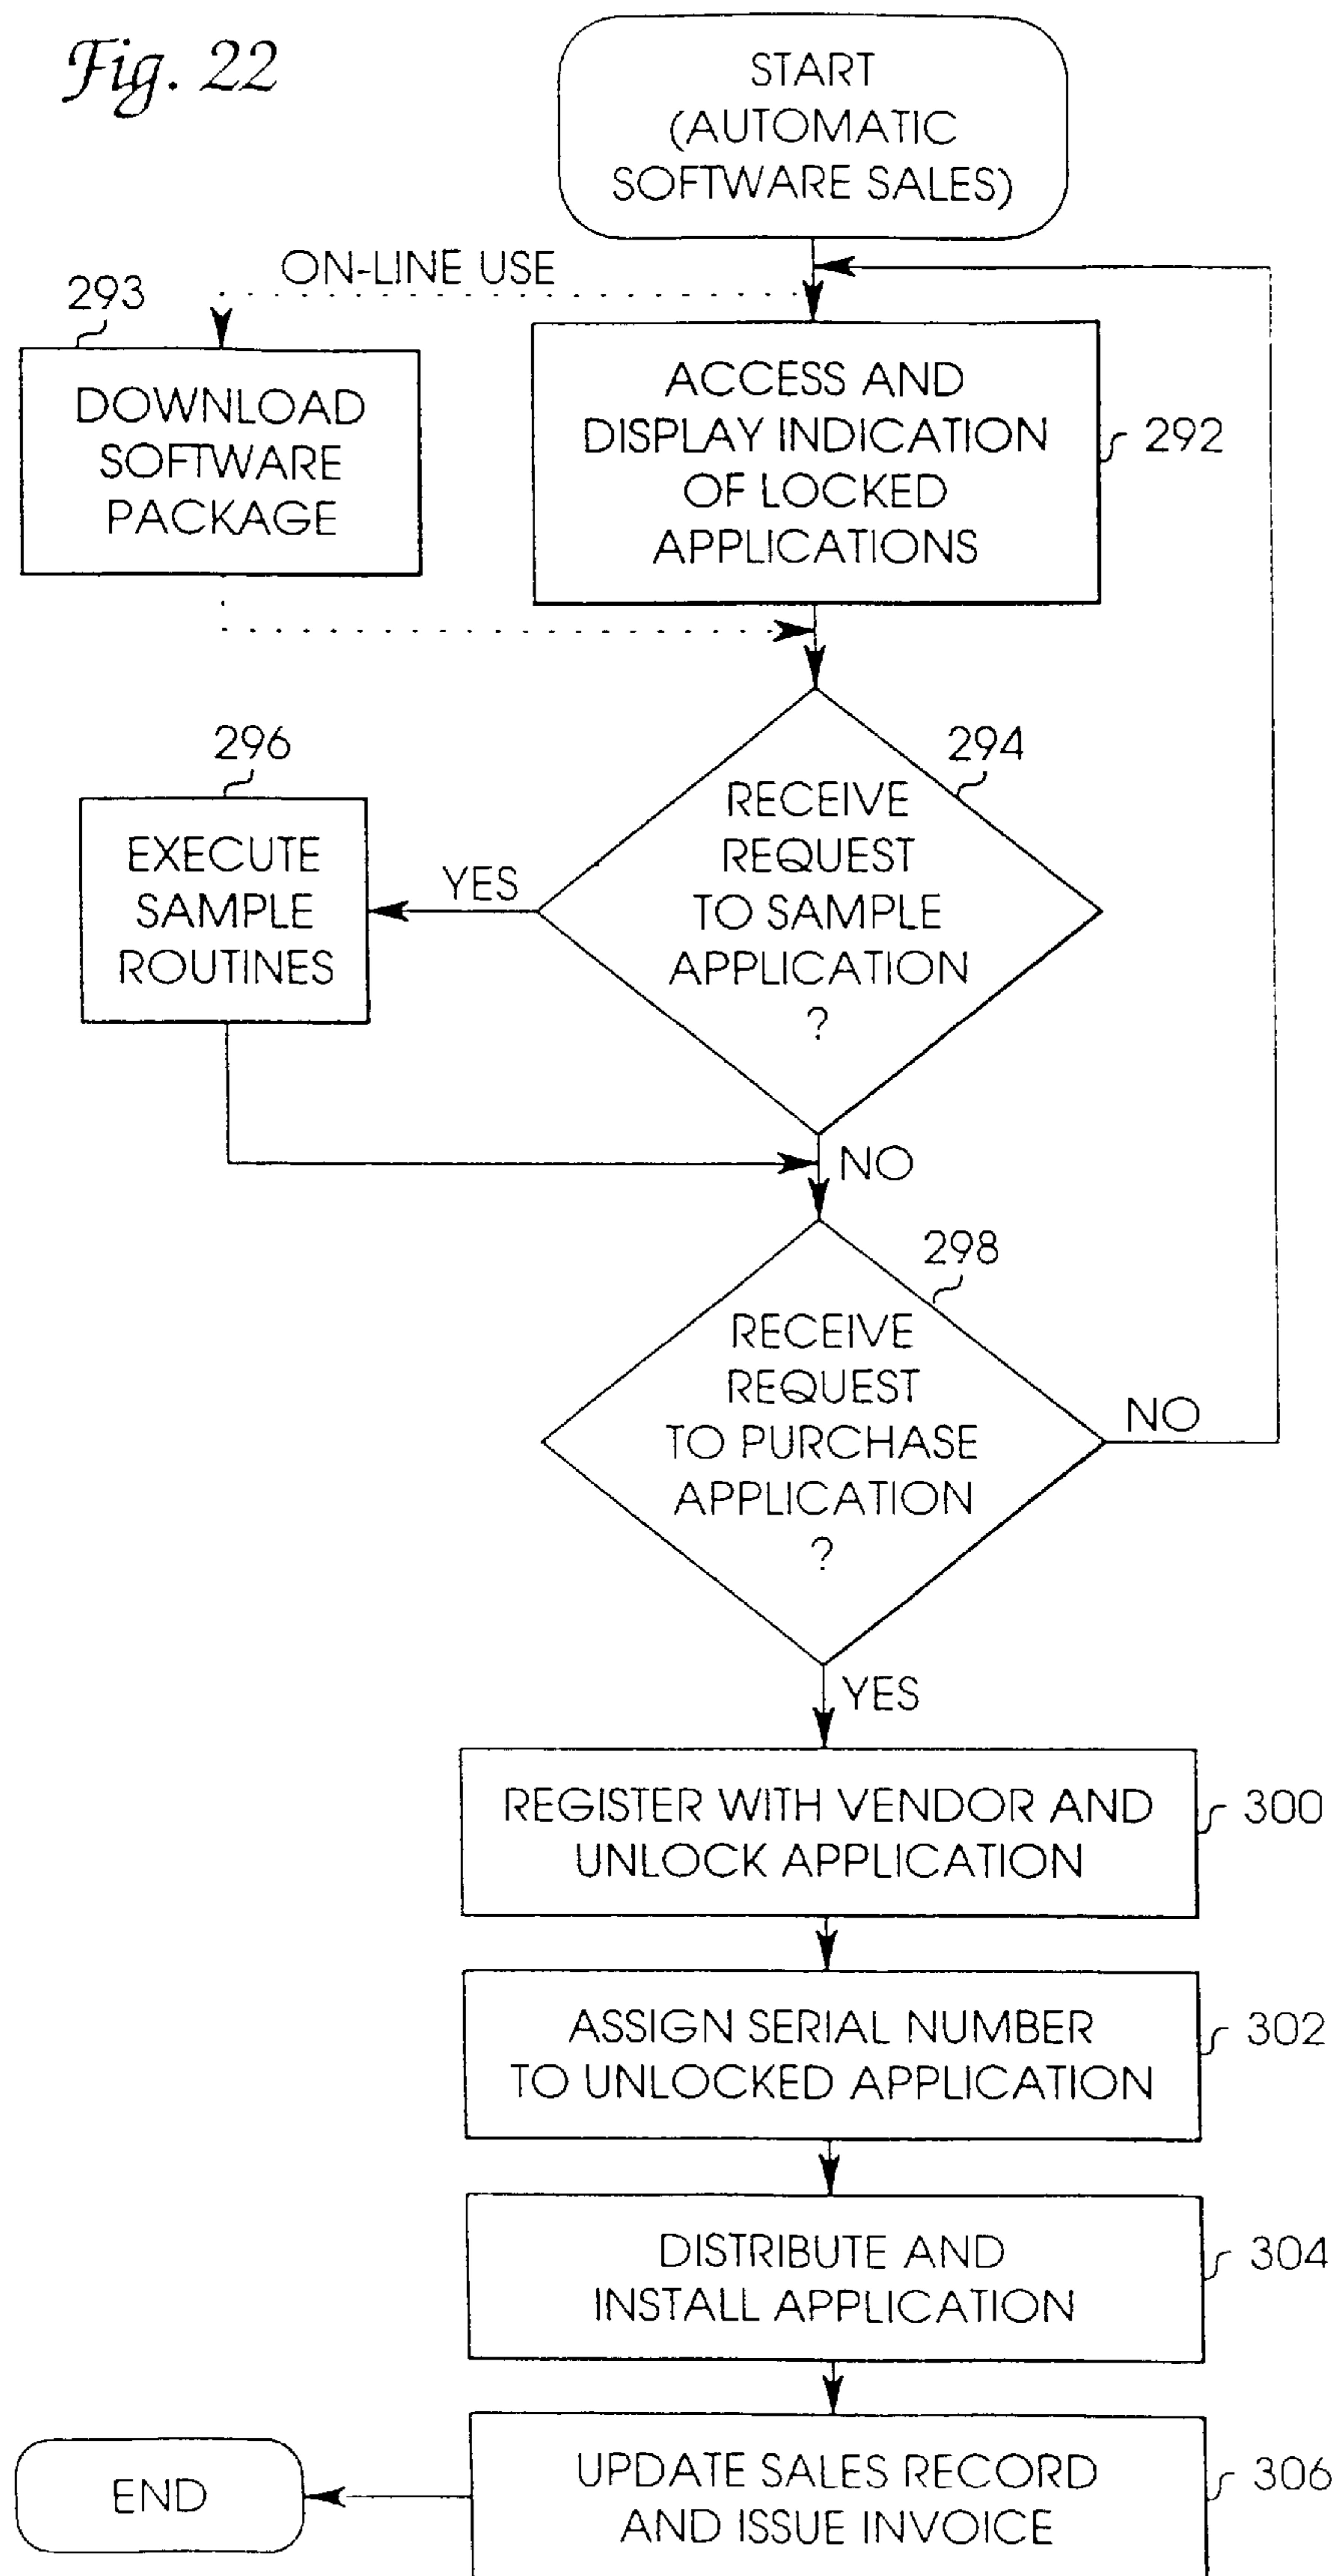 Fig. 22
START
(AUTOMATIC
SOFTWARE SALES)
ON-LINE USE
293
DOWNLOAD
SOFTWARE
PACKAGE
ACCESS AND
DISPLAY INDICATION
OF LOCKED
APPLICATIONS
292
294
RECEIVE
REQUEST
TO SAMPLE
APPLICATION
?
YES
296
EXECUTE
SAMPLE
ROUTINES
NO
298
RECEIVE
REQUEST
TO PURCHASE
APPLICATION
?
NO
YES
REGISTER WITH VENDOR AND
UNLOCK APPLICATION
300
ASSIGN SERIAL NUMBER
TO UNLOCKED APPLICATION
302
DISTRIBUTE AND
INSTALL APPLICATION
304
UPDATE SALES RECORD
AND ISSUE INVOICE
306
END